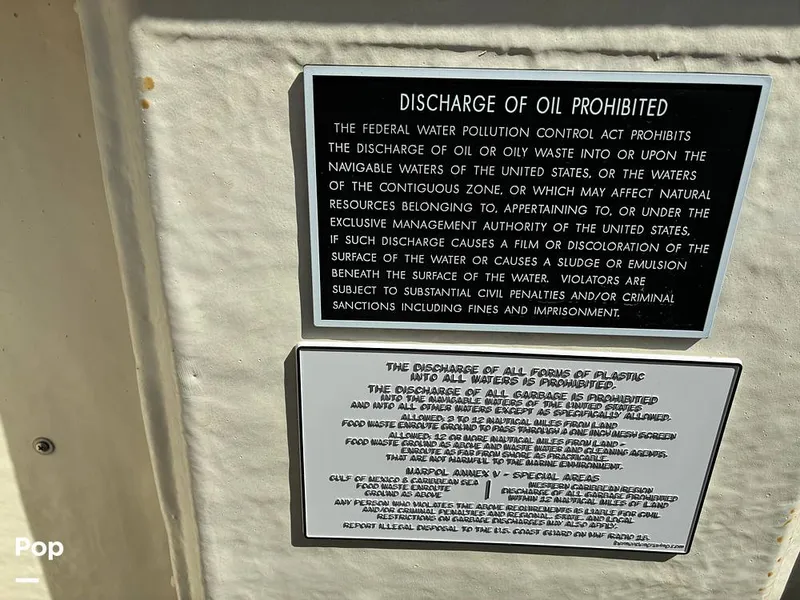 DISCHARGE OF OIL PROHIBITED
THE FEDERAL WATER POLLUTION CONTROL ACT PROHIBITS
THE DISCHARGE OF OIL OR OILY WASTE INTO OR UPON THE
NAVIGABLE WATERS OF THE UNITED STATES, OR THE WATERS
OF THE CONTIGUOUS ZONE, OR WHICH MAY AFFECT NATURAL
RESOURCES BELONGING TO, APPERTAINING TO, OR UNDER THE
EXCLUSIVE MANAGEMENT AUTHORITY OF THE UNITED STATES,
IF SUCH DISCHARGE CAUSES A FILM OR DISCOLORATION OF THE
SURFACE OF THE WATER OR CAUSES A SLUDGE OR EMULSION
BENEATH THE SURFACE OF THE WATER. VIOLATORS ARE
SUBJECT TO SUBSTANTIAL CIVIL PENALTIES AND/OR CRIMINAL
SANCTIONS INCLUDING FINES AND IMPRISONMENT.
THE DISCHARGE OF ALL FORMS OF PLASTIC
INTO ALL WATERS IS PROHIBITED.
THE DISCHARGE OF ALL GARBAGE IS PROHIBITED
INTO THE NAVIGABLE WATERS OF THE UNITED STATES
AND INTO ALL OTHER WATERS EXCEPT AS SPECIFICALLY ALLOWED.
ALLOWED: 3 TO 12 NAUTICAL MILES FROM LAND
FOOD WASTE ENROUTE GROUND TO PASS THROUGH A ONE INCH MESH SCREEN
ALLOWED: 12 OR MORE NAUTICAL MILES FROM LAND -
FOOD WASTE GROUND AS ABOVE AND WASTE WATER AND CLEANING AGENTS,
ENROUTE AS FAR FROM SHORE AS PRACTICABLE
THAT ARE NOT HARMFUL TO THE MARINE ENVIRONMENT.
MARPOL ANNEX V - SPECIAL AREAS
GULF OF MEXICO & CARIBBEAN SEA
FOOD WASTE ENROUTE
GROUND AS ABOVE
WESTERN CARIBBEAN REGION
DISCHARGE OF ALL GARBAGE PROHIBITED
WITHIN 12 NAUTICAL MILES OF LAND
ANY PERSON WHO VIOLATES THE ABOVE REQUIREMENTS IS LIABLE FOR CIVIL
AND/OR CRIMINAL PENALTIES AND REGIONAL, STATE AND LOCAL
RESTRICTIONS ON GARBAGE DISCHARGES MAY ALSO APPLY.
REPORT ILLEGAL DISPOSAL TO THE U.S. COAST GUARD ON VHF RADIO 16.
Pop